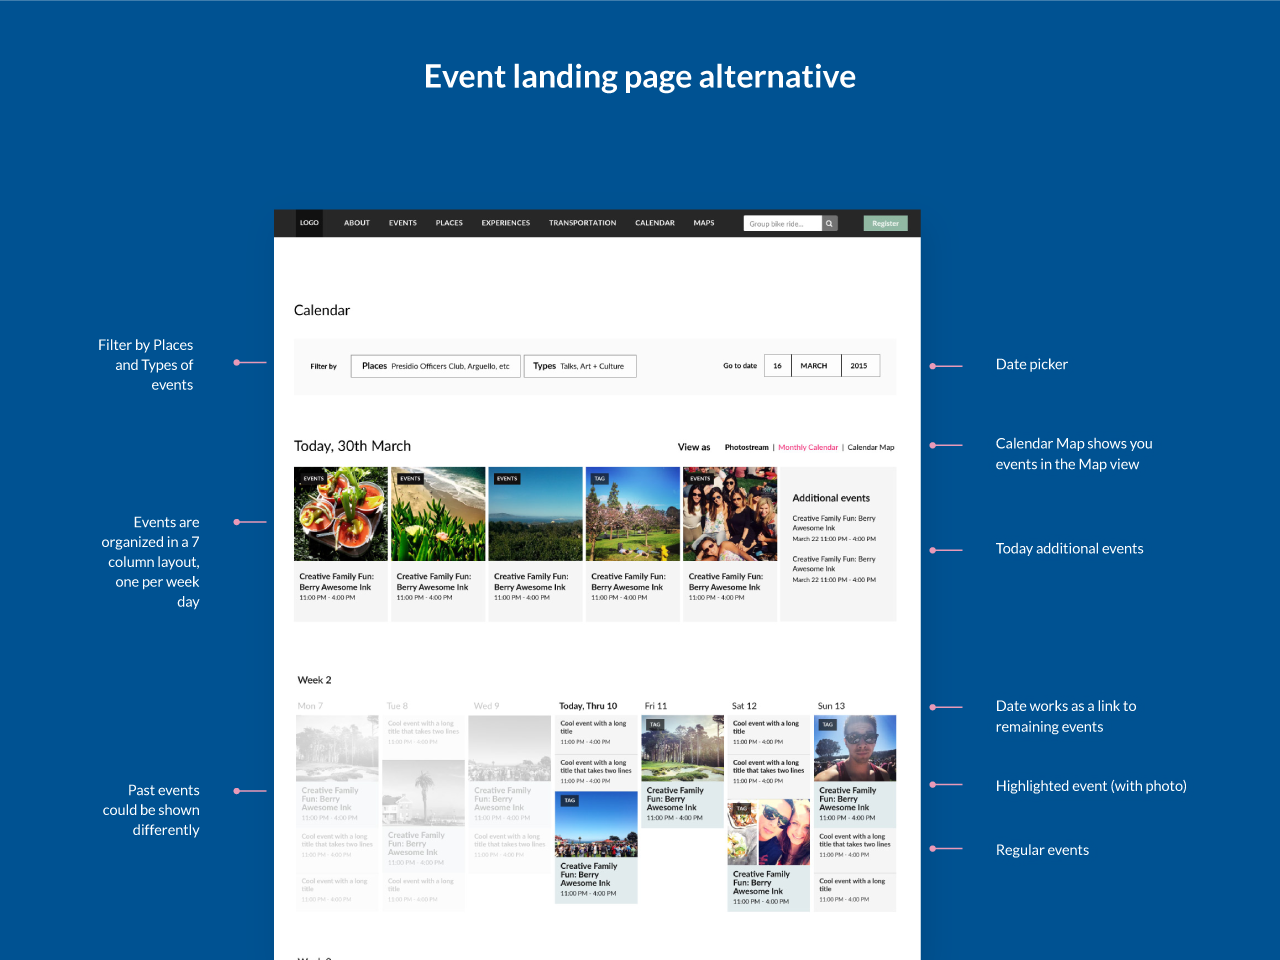 Event landing page alternative
LOGO ABOUT EVENTS PLACES EXPERIENCES TRANSPORTATION CALENDAR MAPS Group bike ride... Register
Calendar
Filter by Places
and Types of
events
Filter by Places Presidio Officers Club, Arguello, etc Types Talks, Art + Culture Go to date 16 MARCH 2015
Date picker
Today, 30th March View as Photostream | Monthly Calendar | Calendar Map
Calendar Map shows you
events in the Map view
EVENTS EVENTS EVENTS TAG EVENTS
Events are
organized in a 7
column layout,
one per week
day
Creative Family Fun:
Berry Awesome Ink
11:00 PM - 4:00 PM
Creative Family Fun:
Berry Awesome Ink
11:00 PM - 4:00 PM
Creative Family Fun:
Berry Awesome Ink
11:00 PM - 4:00 PM
Creative Family Fun:
Berry Awesome Ink
11:00 PM - 4:00 PM
Creative Family Fun:
Berry Awesome Ink
11:00 PM - 4:00 PM
Additional events
Creative Family Fun: Berry
Awesome Ink
March 22 11:00 PM - 4:00 PM
Creative Family Fun: Berry
Awesome Ink
March 22 11:00 PM - 4:00 PM
Today additional events
Week 2
Mon 7
Creative Family
Fun: Berry
Awesome Ink
11:00 PM - 4:00 PM
Cool event with a long
title that takes two lines
11:00 PM - 4:00 PM
Cool event with a long
title
11:00 PM - 4:00 PM
Tue 8
Cool event with a long
title that takes two lines
11:00 PM - 4:00 PM
Creative Family
Fun: Berry
Awesome Ink
11:00 PM - 4:00 PM
Cool event with a long
title
11:00 PM - 4:00 PM
Wed 9
Creative Family
Fun: Berry
Awesome Ink
11:00 PM - 4:00 PM
Cool event with a long
title that takes two lines
11:00 PM - 4:00 PM
Today, Thru 10
Cool event with a long
title
11:00 PM - 4:00 PM
Cool event with a long
title that takes two lines
11:00 PM - 4:00 PM
TAG
Creative Family
Fun: Berry
Awesome Ink
11:00 PM - 4:00 PM
Fri 11
TAG
Creative Family
Fun: Berry
Awesome Ink
11:00 PM - 4:00 PM
Sat 12
Cool event with a long
title
11:00 PM - 4:00 PM
Cool event with a long
title that takes two lines
11:00 PM - 4:00 PM
TAG
Creative Family
Fun: Berry
Awesome Ink
11:00 PM - 4:00 PM
Sun 13
TAG
Creative Family
Fun: Berry
Awesome Ink
11:00 PM - 4:00 PM
Cool event with a long
title that takes two lines
11:00 PM - 4:00 PM
Cool event with a long
title
11:00 PM - 4:00 PM
Past events
could be shown
differently
Date works as a link to
remaining events
Highlighted event (with photo)
Regular events